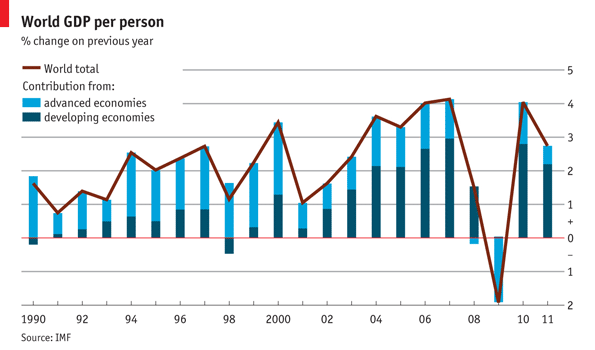 World GDP per person
% change on previous year
World total
Contribution from:
advanced economies
developing economies
5
4
3
2
1
+
0
–
1
2
1990 92 94 96 98 2000 02 04 06 08 10 11
Source: IMF